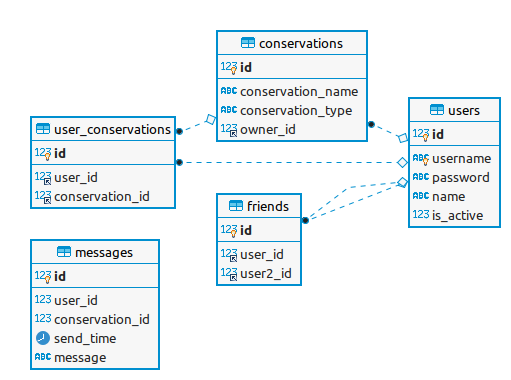 conservations
123 id
ABC conservation_name
ABC conservation_type
123 owner_id
user_conservations
123 id
123 user_id
123 conservation_id
users
123 id
ABC username
ABC password
ABC name
123 is_active
friends
123 id
123 user_id
123 user2_id
messages
123 id
123 user_id
123 conservation_id
send_time
ABC message